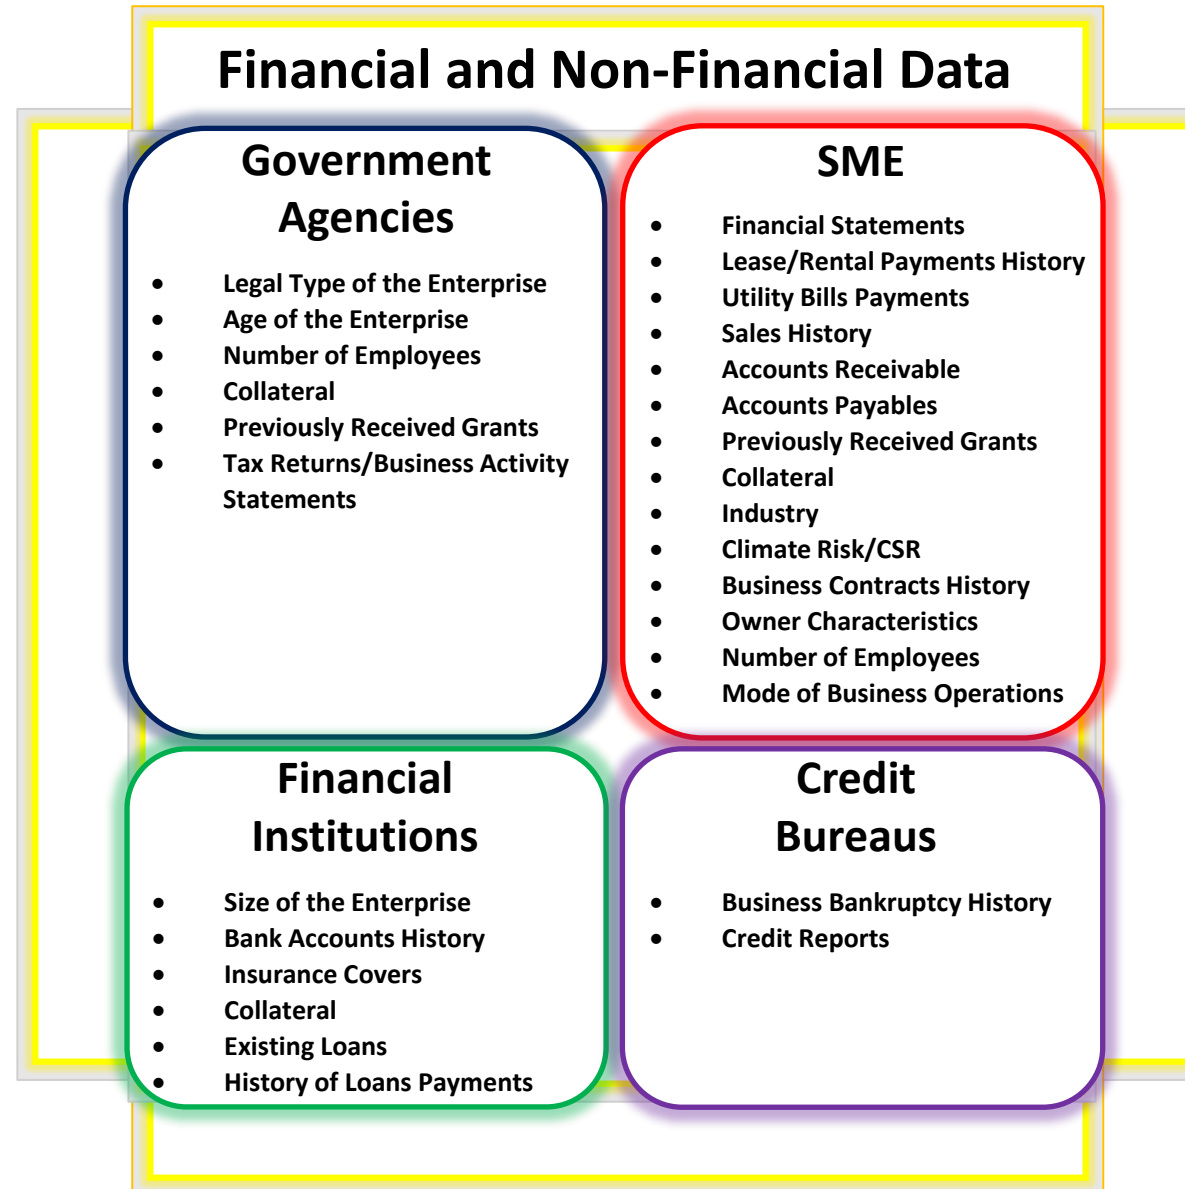 Financial and Non-Financial Data
Government
Agencies
• Legal Type of the Enterprise
• Age of the Enterprise
• Number of Employees
• Collateral
• Previously Received Grants
• Tax Returns/Business Activity
Statements
SME
• Financial Statements
• Lease/Rental Payments History
• Utility Bills Payments
• Sales History
• Accounts Receivable
• Accounts Payables
• Previously Received Grants
• Collateral
• Industry
• Climate Risk/CSR
• Business Contracts History
• Owner Characteristics
• Number of Employees
• Mode of Business Operations
Financial
Institutions
• Size of the Enterprise
• Bank Accounts History
• Insurance Covers
• Collateral
• Existing Loans
• History of Loans Payments
Credit
Bureaus
• Business Bankruptcy History
• Credit Reports